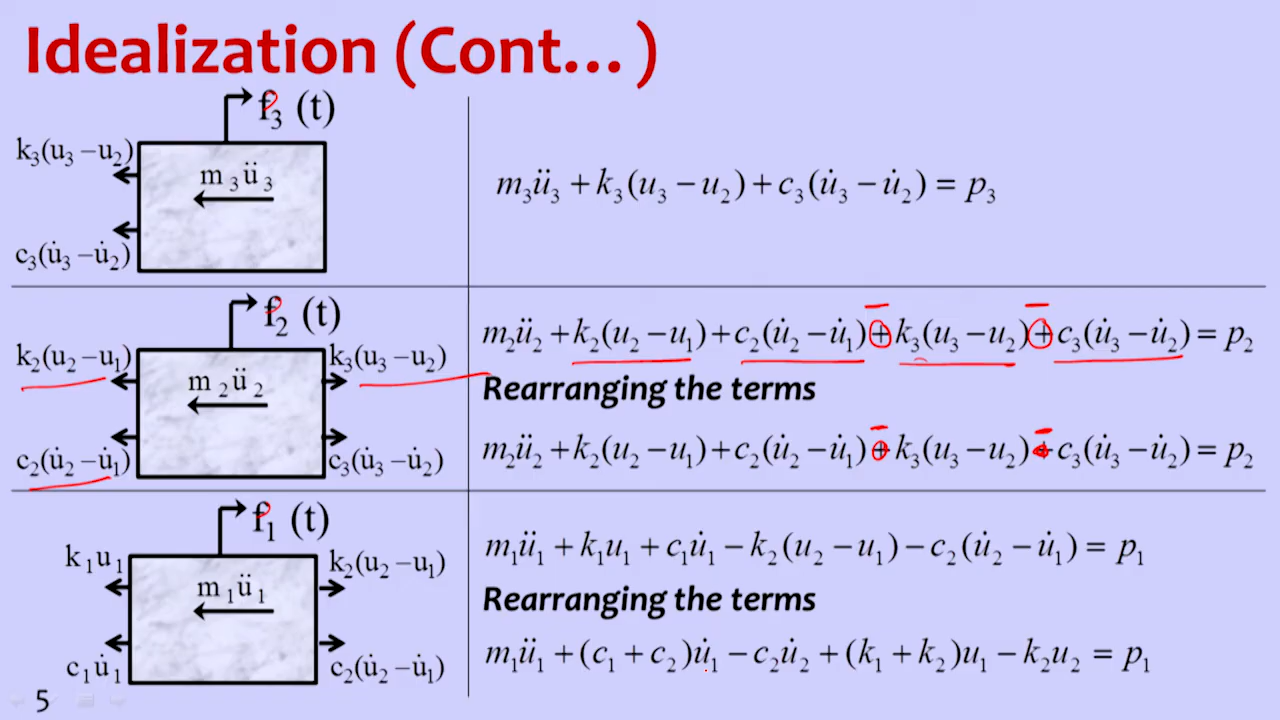 Idealization (Cont…)
f₃ (t)
k₃(u₃ −u₂)
m ₃ü ₃
c₃(u̇₃ −u̇₂)
m₃ü₃ + k₃(u₃ − u₂) + c₃(u̇₃ − u̇₂) = p₃
f₂ (t)
k₂(u₂ −u₁)
k₃(u₃ −u₂)
m ₂ü ₂
c₂(u̇₂ −u̇₁)
c₃(u̇₃ −u̇₂)
m₂ü₂ + k₂(u₂ − u₁) + c₂(u̇₂ − u̇₁) + k₃(u₃ − u₂) + c₃(u̇₃ − u̇₂) = p₂
Rearranging the terms
m₂ü₂ + k₂(u₂ − u₁) + c₂(u̇₂ − u̇₁) + k₃(u₃ − u₂) + c₃(u̇₃ − u̇₂) = p₂
f₁ (t)
k₁u₁
k₂(u₂ −u₁)
m ₁ü₁
c₁u̇₁
c₂(u̇₂ −u̇₁)
m₁ü₁ + k₁u₁ + c₁u̇₁ − k₂(u₂ − u₁) − c₂(u̇₂ − u̇₁) = p₁
Rearranging the terms
m₁ü₁ + (c₁ + c₂)u̇₁ − c₂u̇₂ + (k₁ + k₂)u₁ − k₂u₂ = p₁
5